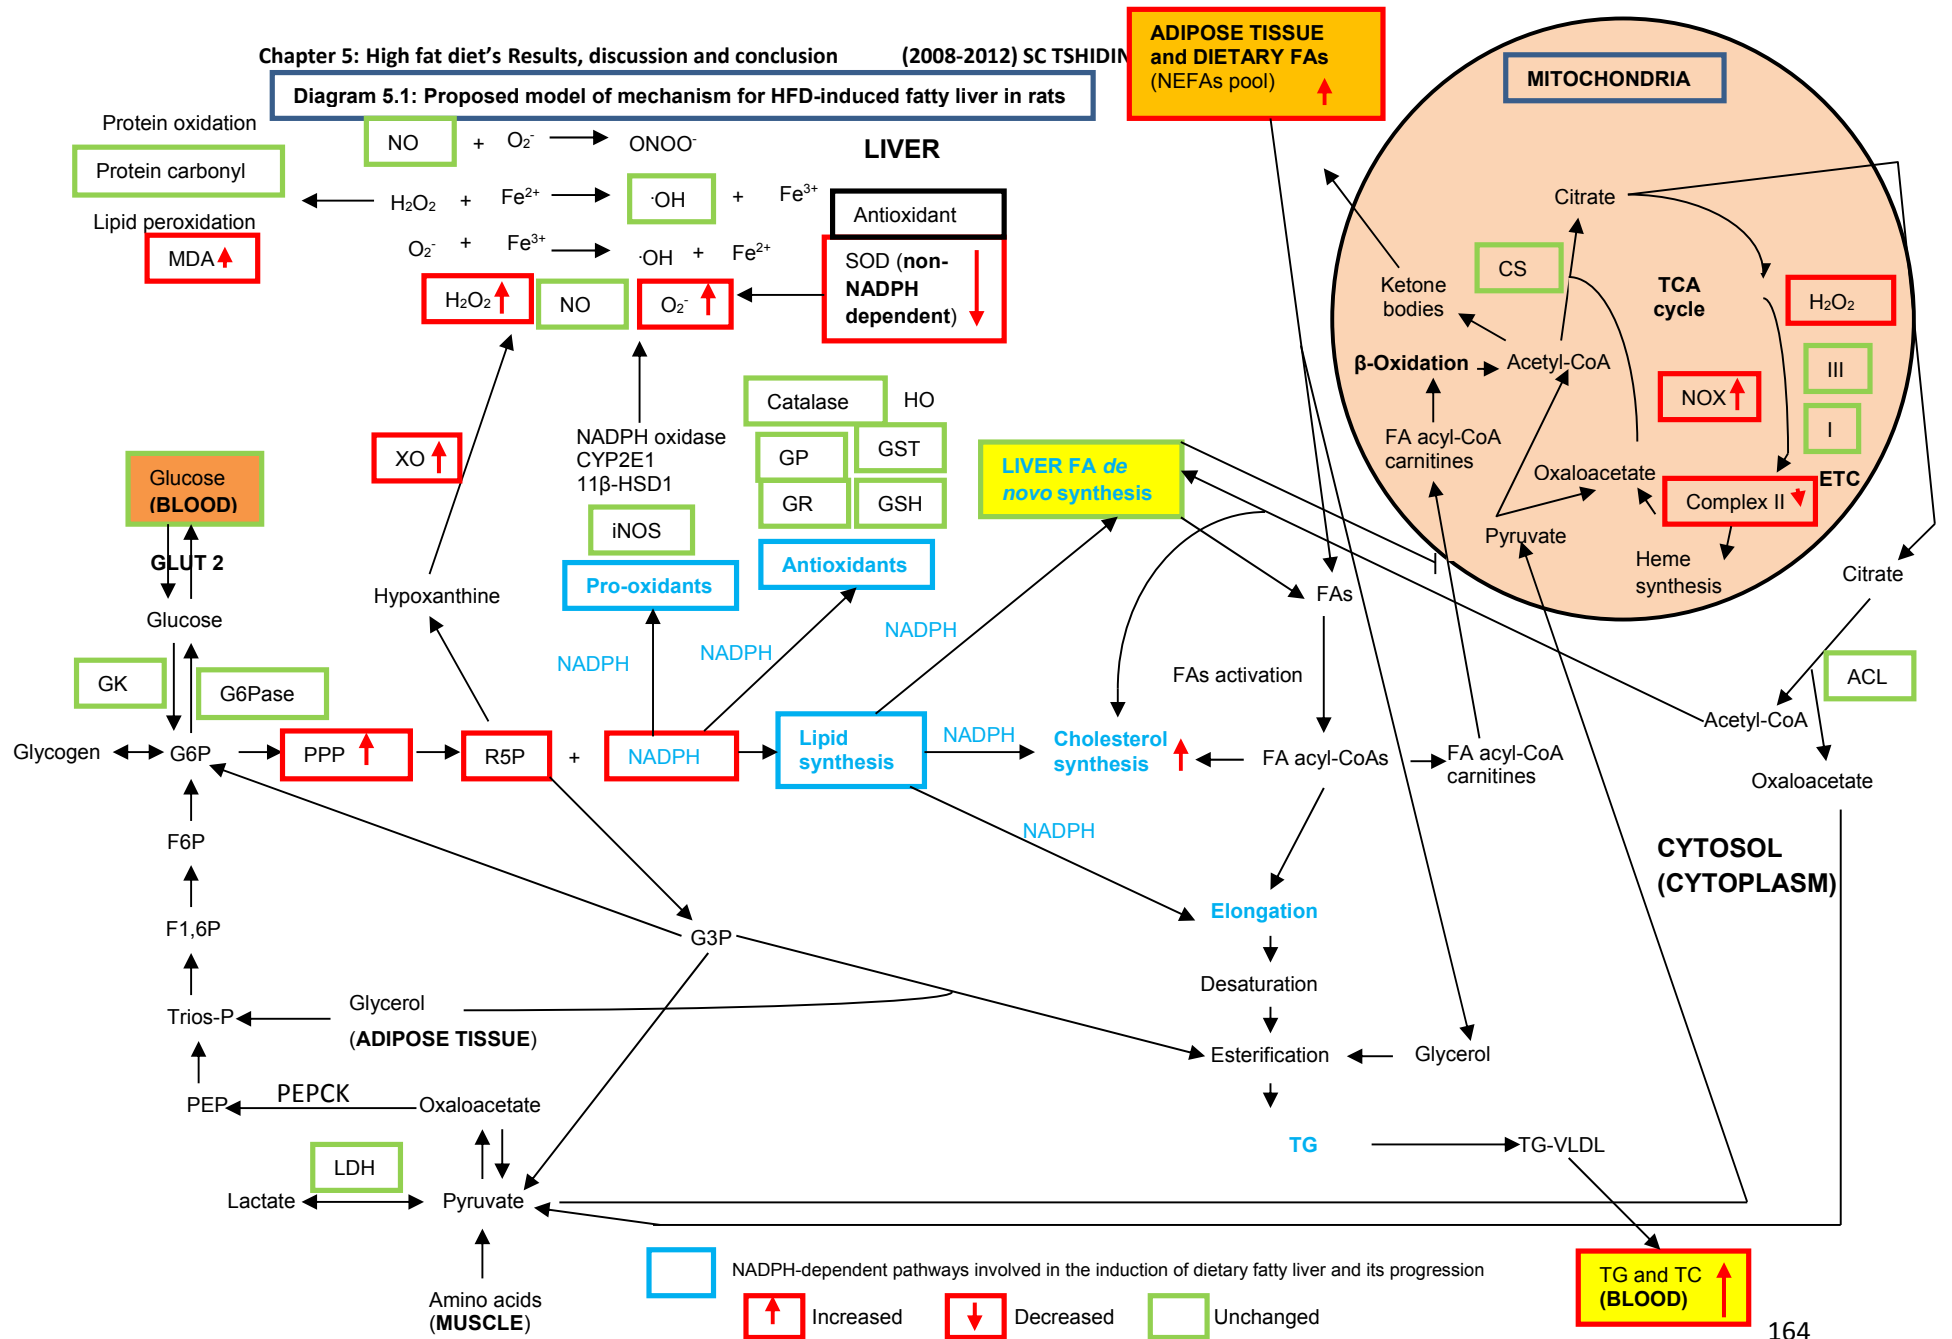 Chapter 5: High fat diet's Results, discussion and conclusion (2008-2012) SC TSHIDIN
Diagram 5.1: Proposed model of mechanism for HFD-induced fatty liver in rats
ADIPOSE TISSUE
and DIETARY FAs
(NEFAs pool)
MITOCHONDRIA
LIVER
Protein oxidation
Protein carbonyl
Lipid peroxidation
MDA
NO + O₂⁻ ONOO⁻
H₂O₂ + Fe²⁺ ·OH + Fe³⁺
O₂⁻ + Fe³⁺ ·OH + Fe²⁺
H₂O₂
NO
O₂⁻
Antioxidant
SOD (non-
NADPH
dependent)
Citrate
CS
Ketone
bodies
TCA
cycle
H₂O₂
β-Oxidation
Acetyl-CoA
III
NOX
I
FA acyl-CoA
carnitines
Oxaloacetate
ETC
Complex II
Pyruvate
Heme
synthesis
XO
NADPH oxidase
CYP2E1
11β-HSD1
iNOS
Pro-oxidants
Catalase
HO
GP
GST
GR
GSH
Antioxidants
LIVER FA de
novo synthesis
Glucose
(BLOOD)
GLUT 2
Glucose
Hypoxanthine
NADPH
NADPH
NADPH
FAs
Citrate
GK
G6Pase
FAs activation
ACL
Acetyl-CoA
Glycogen
G6P
PPP
R5P
+
NADPH
Lipid
synthesis
NADPH
Cholesterol
synthesis
FA acyl-CoAs
FA acyl-CoA
carnitines
Oxaloacetate
F6P
NADPH
CYTOSOL
(CYTOPLASM)
F1,6P
G3P
Elongation
Desaturation
Trios-P
Glycerol
(ADIPOSE TISSUE)
Esterification
Glycerol
PEP
PEPCK
Oxaloacetate
TG
TG-VLDL
LDH
Lactate
Pyruvate
Amino acids
(MUSCLE)
NADPH-dependent pathways involved in the induction of dietary fatty liver and its progression
Increased
Decreased
Unchanged
TG and TC
(BLOOD)
164